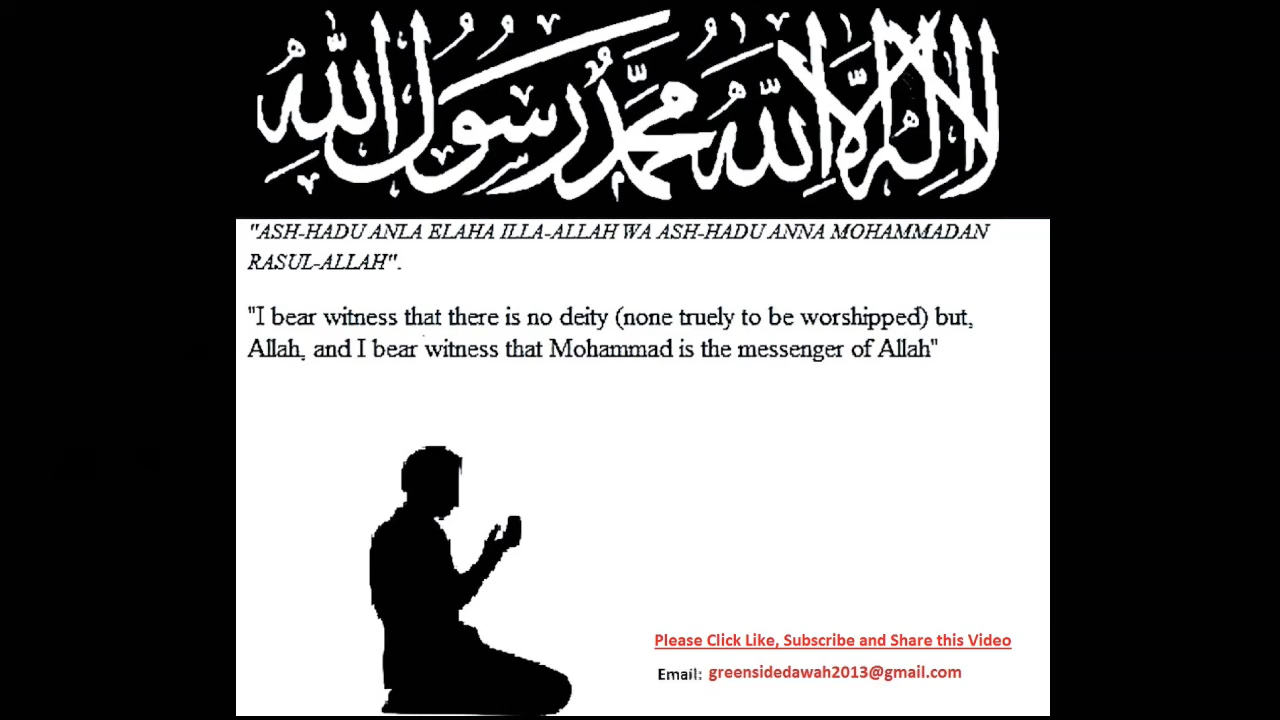 لا إله إلا الله محمد رسول الله
"ASH-HADU ANLA ELAHA ILLA-ALLAH WA ASH-HADU ANNA MOHAMMADAN
RASUL-ALLAH".
"I bear witness that there is no deity (none truely to be worshipped) but,
Allah, and I bear witness that Mohammad is the messenger of Allah"
Please Click Like, Subscribe and Share this Video
Email: greensidedawah2013@gmail.com